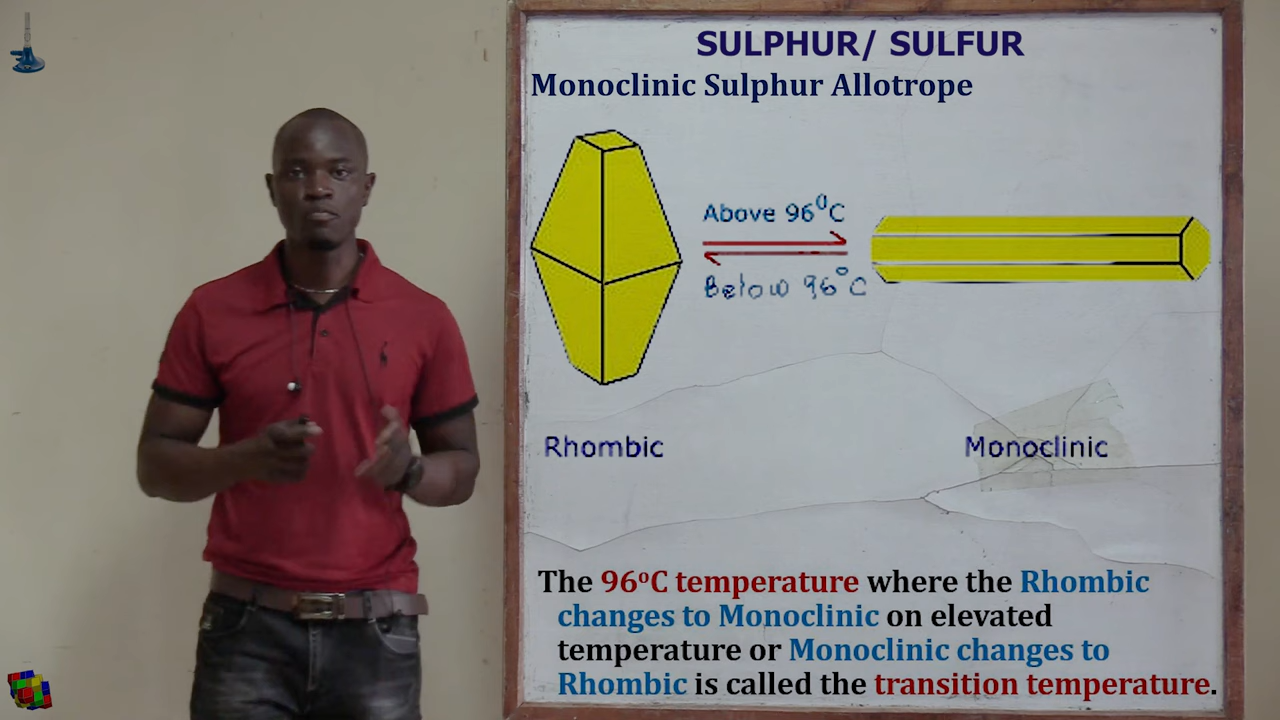 SULPHUR/ SULFUR
Monoclinic Sulphur Allotrope
Above 96⁰C
Below 96°C
Rhombic
Monoclinic
The 96ºC temperature where the Rhombic
changes to Monoclinic on elevated
temperature or Monoclinic changes to
Rhombic is called the transition temperature.